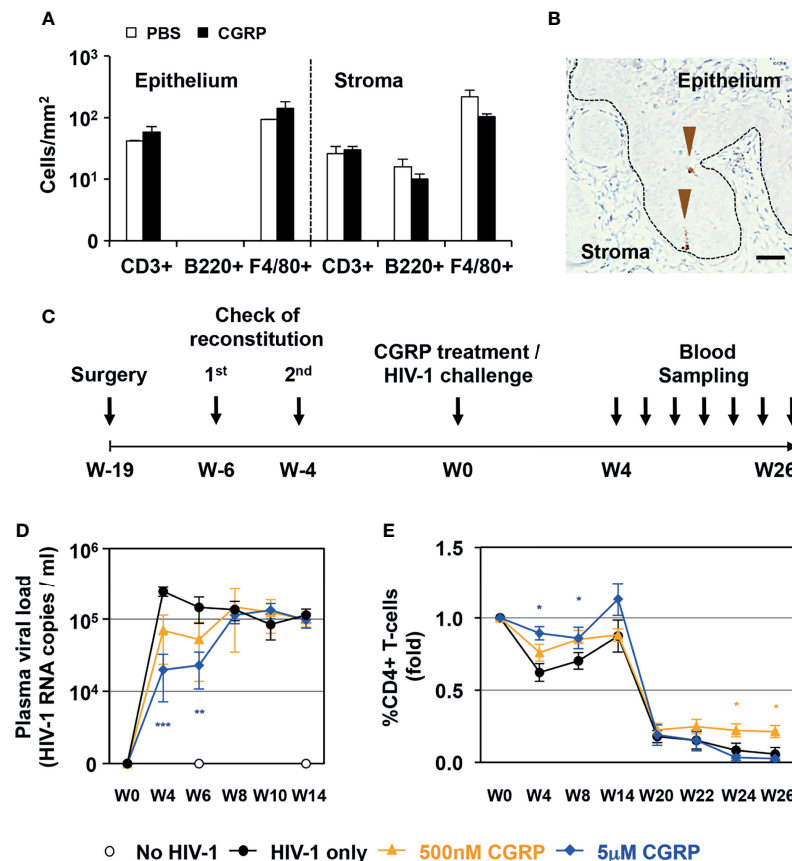 A
PBS CGRP
10³
10²
10¹
0
Cells/mm²
Epithelium Stroma
CD3+ B220+ F4/80+ CD3+ B220+ F4/80+
B
Epithelium
Stroma
C
Check of
reconstitution
CGRP treatment /
HIV-1 challenge
Blood
Sampling
Surgery 1st 2nd
W-19 W-6 W-4 W0 W4 W26
D
Plasma viral load
(HIV-1 RNA copies / ml)
10⁶
10⁵
10⁴
0
***
**
W0 W4 W6 W8 W10 W14
E
%CD4+ T-cells
(fold)
1.5
1.0
0.5
0.0
* * * *
W0 W4 W8 W14 W20 W22 W24 W26
No HIV-1 HIV-1 only 500nM CGRP 5μM CGRP